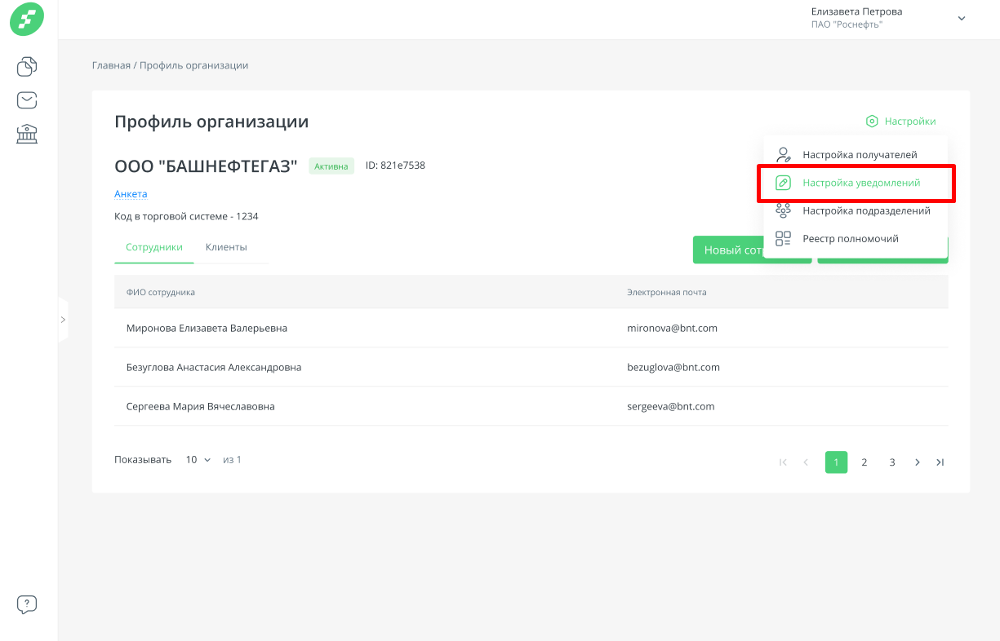 Елизавета Петрова
ПАО "Роснефть"
Главная / Профиль организации
Профиль организации
Настройки
ООО "БАШНЕФТЕГАЗ" Активна ID: 821e7538
Настройка получателей
Настройка уведомлений
Настройка подразделений
Реестр полномочий
Анкета
Код в торговой системе - 1234
Сотрудники Клиенты
Новый сот
ФИО сотрудника Электронная почта
Миронова Елизавета Валерьевна mironova@bnt.com
Безуглова Анастасия Александровна bezuglova@bnt.com
Сергеева Мария Вячеславовна sergeeva@bnt.com
Показывать 10 из 1
1 2 3